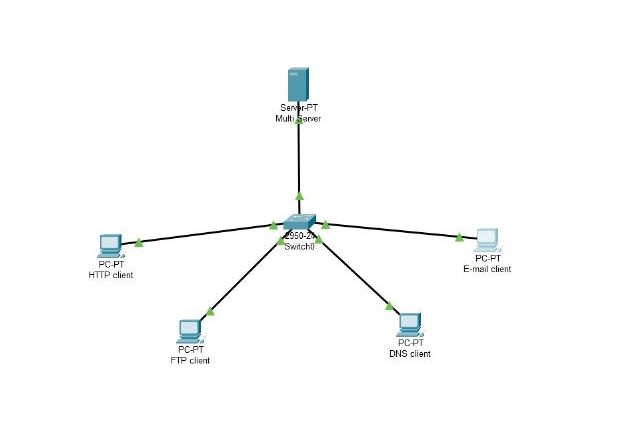 Server-PT
Multi Server
2950-24
Switch0
PC-PT
HTTP client
PC-PT
E-mail client
PC-PT
FTP client
PC-PT
DNS client